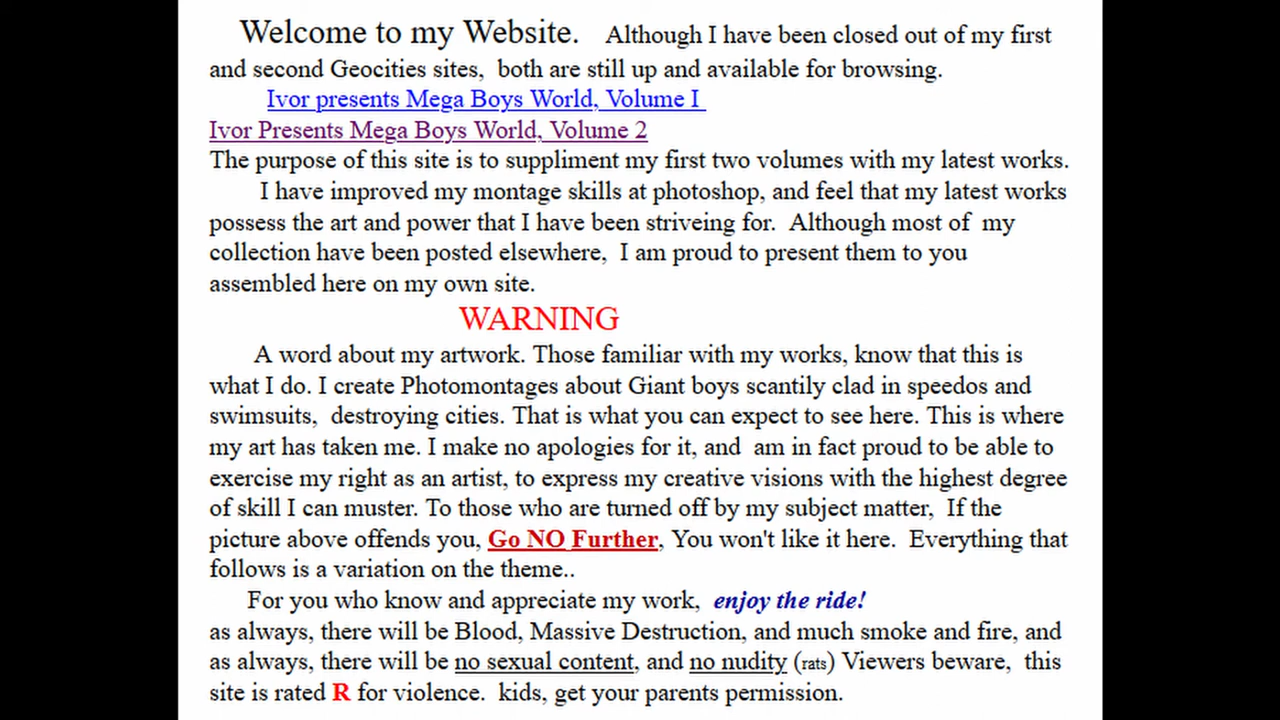 Welcome to my Website. Although I have been closed out of my first
and second Geocities sites, both are still up and available for browsing.
Ivor presents Mega Boys World, Volume I
Ivor Presents Mega Boys World, Volume 2
The purpose of this site is to suppliment my first two volumes with my latest works.
I have improved my montage skills at photoshop, and feel that my latest works
possess the art and power that I have been striveing for. Although most of my
collection have been posted elsewhere, I am proud to present them to you
assembled here on my own site.
WARNING
A word about my artwork. Those familiar with my works, know that this is
what I do. I create Photomontages about Giant boys scantily clad in speedos and
swimsuits, destroying cities. That is what you can expect to see here. This is where
my art has taken me. I make no apologies for it, and am in fact proud to be able to
exercise my right as an artist, to express my creative visions with the highest degree
of skill I can muster. To those who are turned off by my subject matter, If the
picture above offends you, Go NO Further, You won't like it here. Everything that
follows is a variation on the theme..
For you who know and appreciate my work, enjoy the ride!
as always, there will be Blood, Massive Destruction, and much smoke and fire, and
as always, there will be no sexual content, and no nudity (rats) Viewers beware, this
site is rated R for violence. kids, get your parents permission.